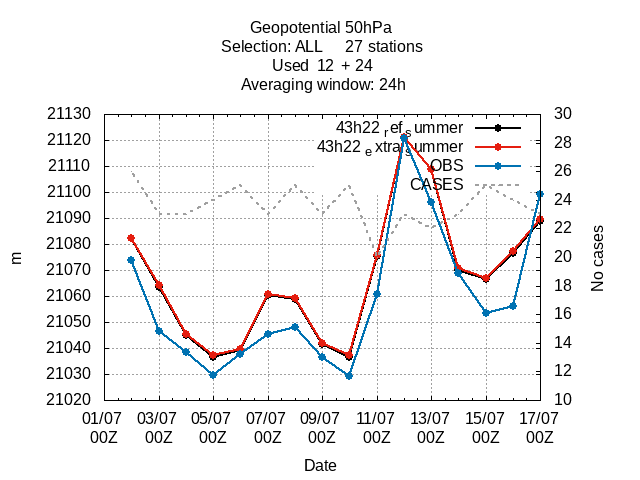 Geopotential 50hPa
Selection: ALL 27 stations
Used 12 + 24
Averaging window: 24h
21130
21120
21110
21100
21090
21080
21070
21060
21050
21040
21030
21020
m
30
28
26
24
22
20
18
16
14
12
10
No cases
43h22 ref summer
43h22 extra summer
OBS
CASES
01/07 03/07 05/07 07/07 09/07 11/07 13/07 15/07 17/07
00Z 00Z 00Z 00Z 00Z 00Z 00Z 00Z 00Z
Date